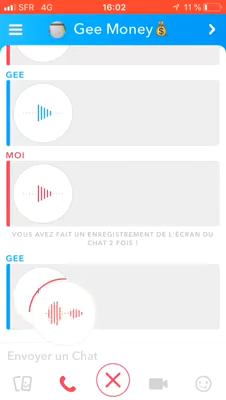 SFR 4G 16:02 11 %
Gee Money💰
GEE
MOI
VOUS AVEZ FAIT UN ENREGISTREMENT DE L'ÉCRAN DU
CHAT 2 FOIS !
GEE
Envoyer un Chat